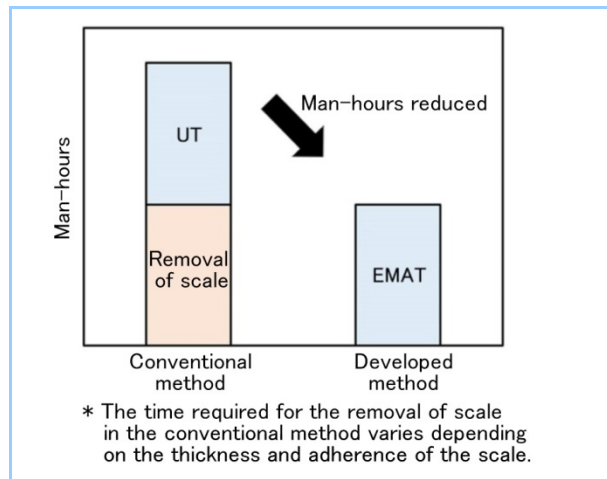 Man-hours
UT
Removal
of scale
Man-hours reduced
EMAT
Conventional
method
Developed
method
* The time required for the removal of scale
in the conventional method varies depending
on the thickness and adherence of the scale.